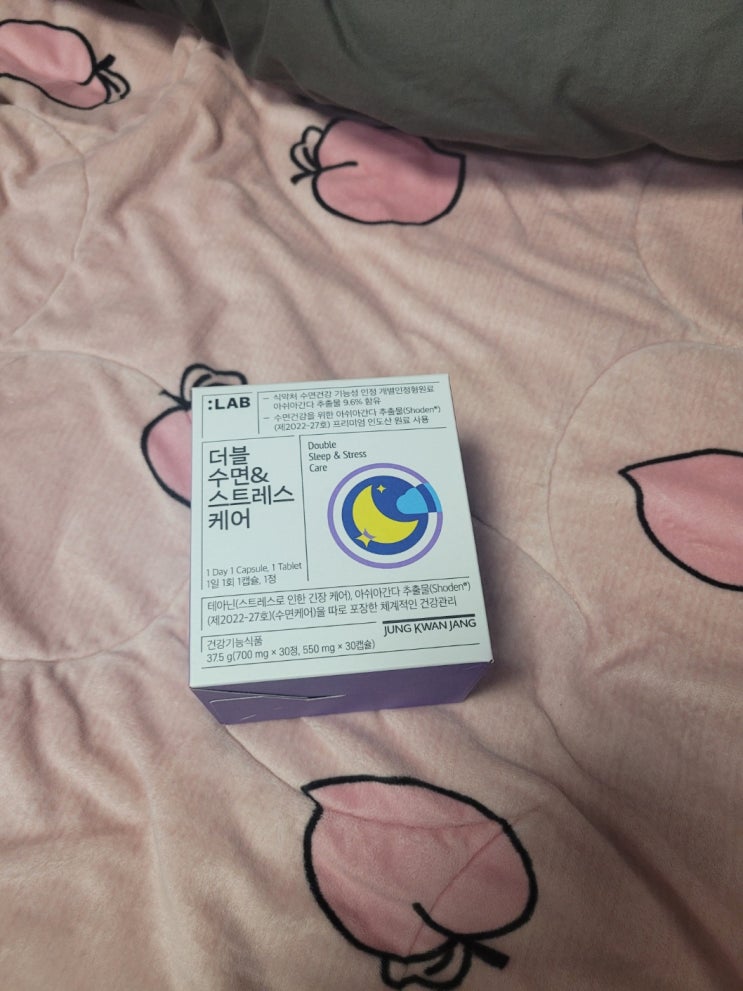 :LAB
– 식약처 수면건강 기능성 인정 개별인정형원료
아쉬아간다 추출물 9.6% 함유
– 수면건강을 위한 아쉬아간다 추출물(Shoden®)
(제2022-27호) 프리미엄 인도산 원료 사용
더블
수면&
스트레스
케어
Double
Sleep & Stress
Care
1 Day 1 Capsule, 1 Tablet
1일 1회 1캡슐, 1정
테아닌(스트레스로 인한 긴장 케어), 아쉬아간다 추출물(Shoden®)
(제2022-27호)(수면케어)을 따로 포장한 체계적인 건강관리
JUNG KWAN JANG
건강기능식품
37.5 g(700 mg × 30정, 550 mg × 30캡슐)